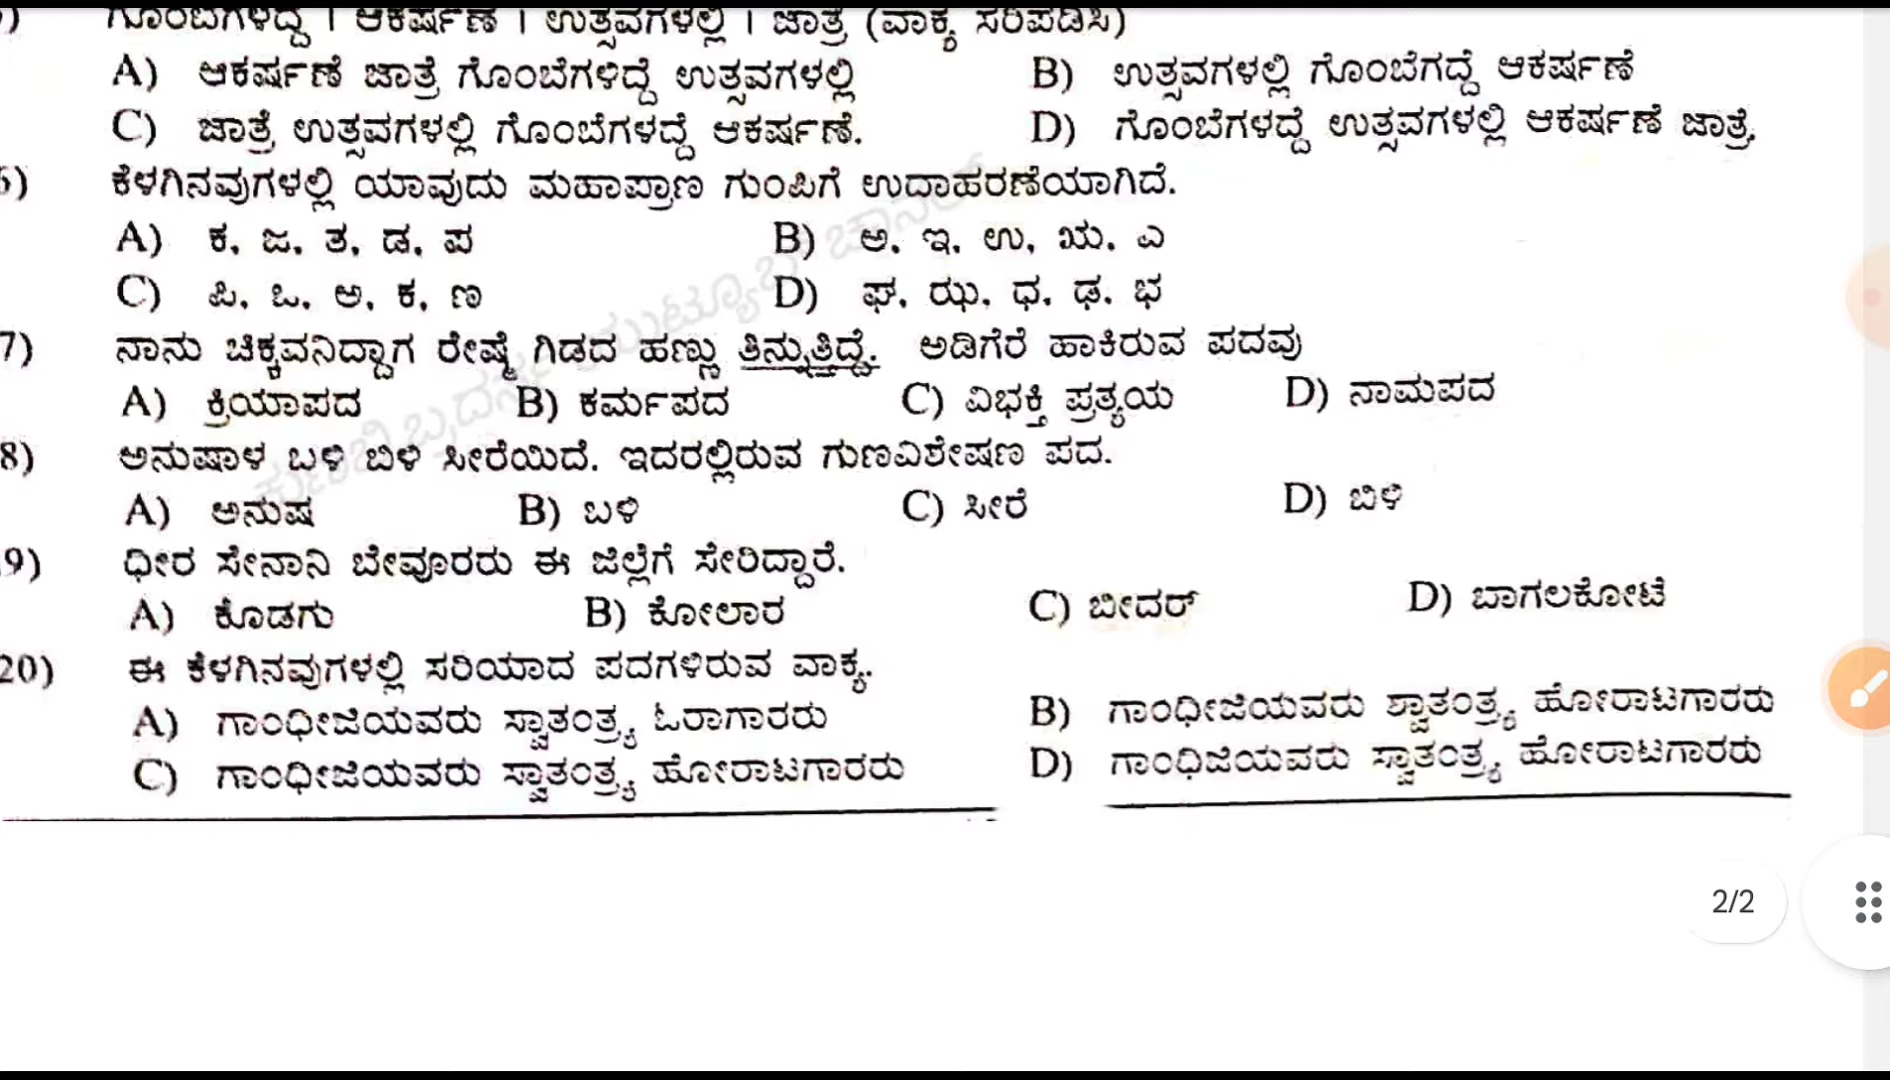 ಗೊಂಬೆಗಳದ್ದೆ | ಆಕರ್ಷಣೆ | ಉತ್ಸವಗಳಲ್ಲಿ | ಜಾತ್ರೆ (ವಾಕ್ಯ ಸರಿಪಡಿಸಿ)
A) ಆಕರ್ಷಣೆ ಜಾತ್ರೆ ಗೊಂಬೆಗಳಿದ್ದೆ ಉತ್ಸವಗಳಲ್ಲಿ B) ಉತ್ಸವಗಳಲ್ಲಿ ಗೊಂಬೆಗದ್ದೆ ಆಕರ್ಷಣೆ
C) ಜಾತ್ರೆ ಉತ್ಸವಗಳಲ್ಲಿ ಗೊಂಬೆಗಳದ್ದೆ ಆಕರ್ಷಣೆ. D) ಗೊಂಬೆಗಳದ್ದೆ ಉತ್ಸವಗಳಲ್ಲಿ ಆಕರ್ಷಣೆ ಜಾತ್ರೆ.
6) ಕೆಳಗಿನವುಗಳಲ್ಲಿ ಯಾವುದು ಮಹಾಪ್ರಾಣ ಗುಂಪಿಗೆ ಉದಾಹರಣೆಯಾಗಿದೆ.
A) ಕ, ಜ, ತ, ಡ, ಪ B) ಅ, ಇ, ಉ, ಋ, ಎ
C) ಪಿ, ಒ, ಅ, ಕ, ಣ D) ಘ, ಝ, ಧ, ಢ, ಭ
7) ನಾನು ಚಿಕ್ಕವನಿದ್ದಾಗ ರೇಷ್ಮೆ ಗಿಡದ ಹಣ್ಣು ತಿನ್ನುತ್ತಿದ್ದೆ. ಅಡಿಗೆರೆ ಹಾಕಿರುವ ಪದವು
A) ಕ್ರಿಯಾಪದ B) ಕರ್ಮಪದ C) ವಿಭಕ್ತಿ ಪ್ರತ್ಯಯ D) ನಾಮಪದ
8) ಅನುಷಾಳ ಬಳಿ ಬಿಳಿ ಸೀರೆಯಿದೆ. ಇದರಲ್ಲಿರುವ ಗುಣವಿಶೇಷಣ ಪದ.
A) ಅನುಷ B) ಬಳಿ C) ಸೀರೆ D) ಬಿಳಿ
9) ಧೀರ ಸೇನಾನಿ ಬೇವೂರರು ಈ ಜಿಲ್ಲೆಗೆ ಸೇರಿದ್ದಾರೆ.
A) ಕೊಡಗು B) ಕೋಲಾರ C) ಬೀದರ್ D) ಬಾಗಲಕೋಟೆ
20) ಈ ಕೆಳಗಿನವುಗಳಲ್ಲಿ ಸರಿಯಾದ ಪದಗಳಿರುವ ವಾಕ್ಯ.
A) ಗಾಂಧೀಜಿಯವರು ಸ್ವಾತಂತ್ರ್ಯ ಓರಾಗಾರರು B) ಗಾಂಧೀಜಿಯವರು ಶ್ವಾತಂತ್ರ್ಯ ಹೋರಾಟಗಾರರು
C) ಗಾಂಧೀಜಿಯವರು ಸ್ವಾತಂತ್ರ್ಯ ಹೋರಾಟಗಾರರು D) ಗಾಂಧಿಜಿಯವರು ಸ್ವಾತಂತ್ರ್ಯ ಹೋರಾಟಗಾರರು
2/2